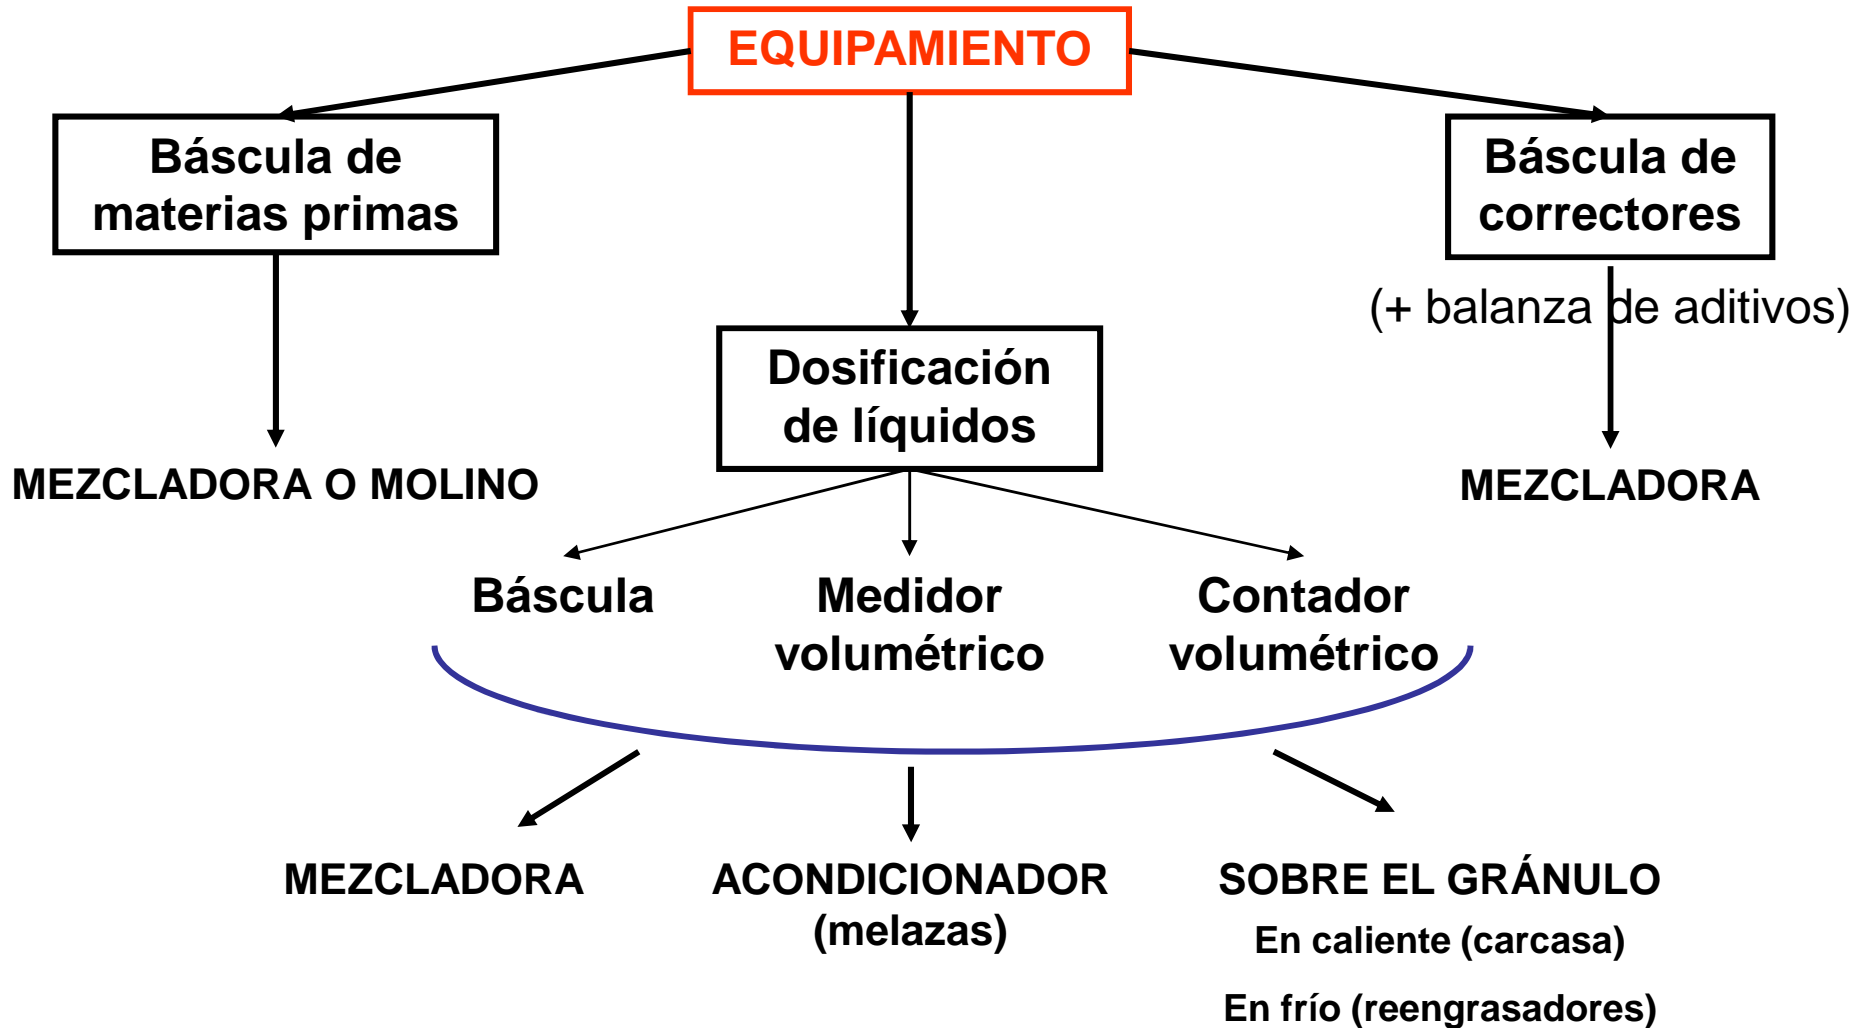 EQUIPAMIENTO
Báscula de
materias primas
Báscula de
correctores
(+ balanza de aditivos)
Dosificación
de líquidos
MEZCLADORA O MOLINO
MEZCLADORA
Báscula
Medidor
volumétrico
Contador
volumétrico
MEZCLADORA
ACONDICIONADOR
(melazas)
SOBRE EL GRÁNULO
En caliente (carcasa)
En frío (reengrasadores)